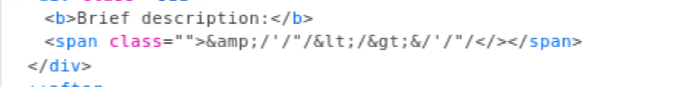 <b>Brief description:</b>
<span class="">&amp;/'/"/&lt;/&gt;&/'/"/</></span>
</div>